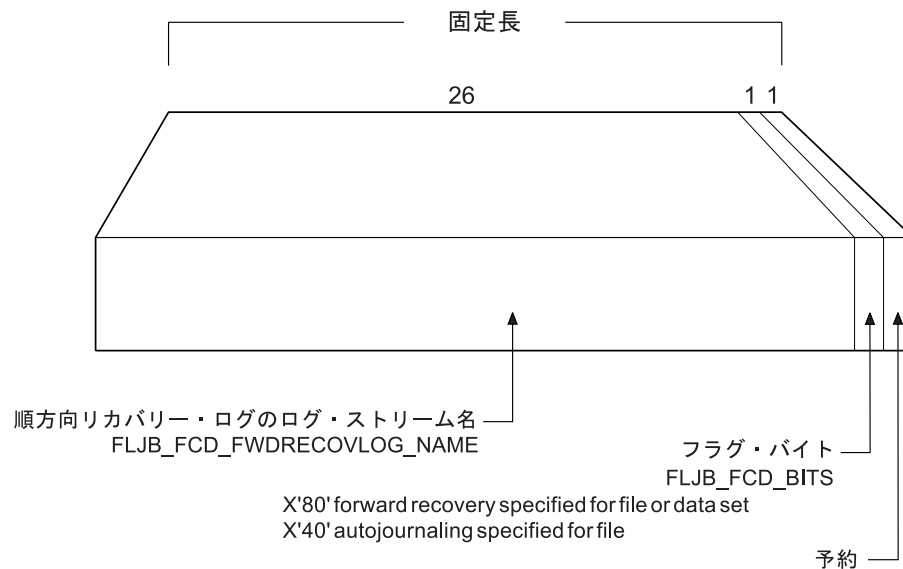 固定長
26 1 1
順方向リカバリー・ログのログ・ストリーム名
FLJB_FCD_FWDRECOVLOG_NAME
フラグ・バイト
FLJB_FCD_BITS
X'80' forward recovery specified for file or data set
X'40' autojournaling specified for file
予約